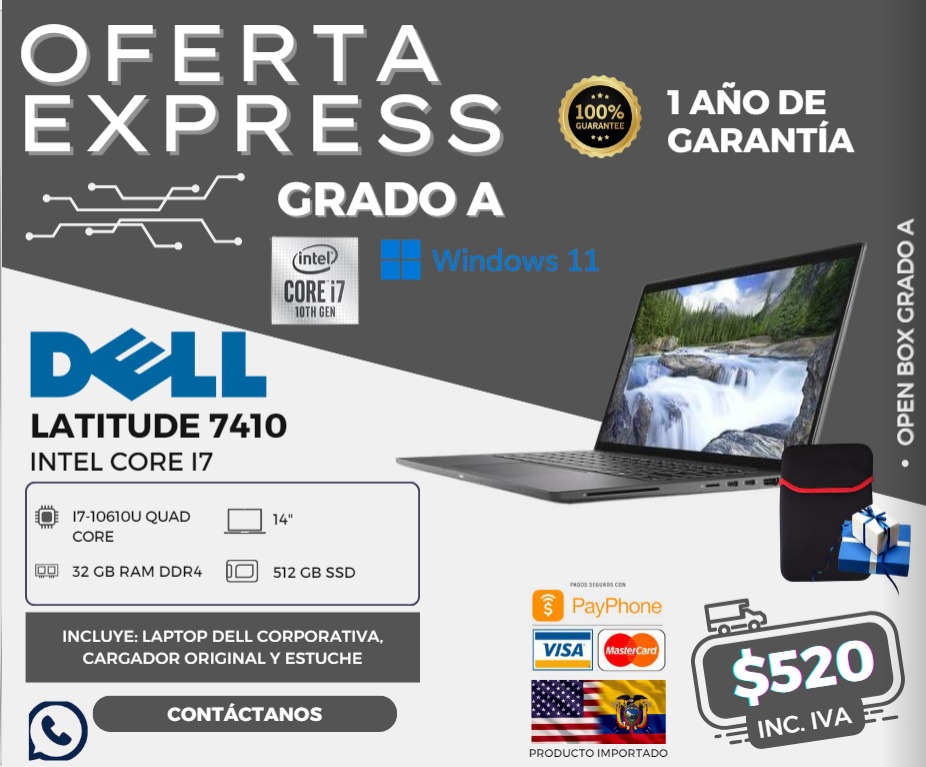 OFERTA
EXPRESS
100%
GUARANTEE
1 AÑO DE
GARANTÍA
GRADO A
intel
CORE i7
10TH GEN
Windows 11
• OPEN BOX GRADO A
DELL
LATITUDE 7410
INTEL CORE I7
I7-10610U QUAD
CORE
14"
32 GB RAM DDR4
512 GB SSD
INCLUYE: LAPTOP DELL CORPORATIVA,
CARGADOR ORIGINAL Y ESTUCHE
CONTÁCTANOS
PAGOS SEGUROS CON
PayPhone
VISA
MasterCard
PRODUCTO IMPORTADO
$520
INC. IVA